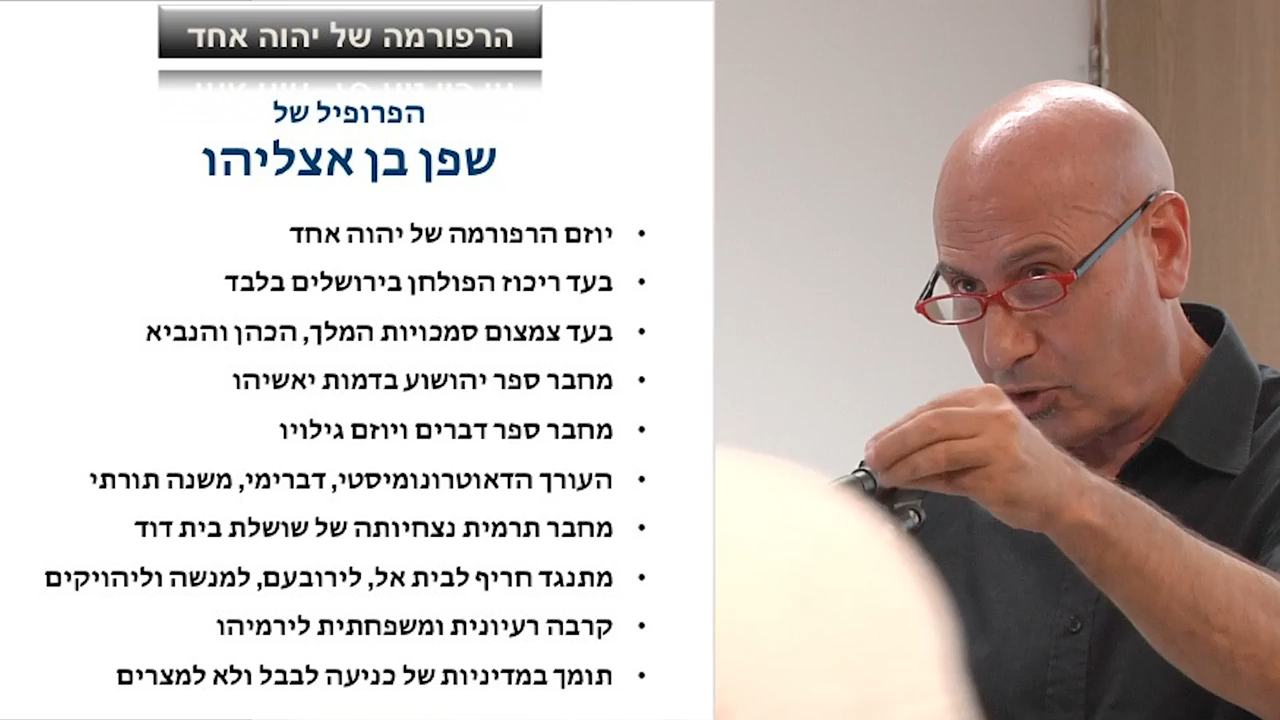 הרפורמה של יהוה אחד
הפרופיל של
שפן בן אצליהו
• יוזם הרפורמה של יהוה אחד
• בעד ריכוז הפולחן בירושלים בלבד
• בעד צמצום סמכויות המלך, הכהן והנביא
• מחבר ספר יהושוע בדמות יאשיהו
• מחבר ספר דברים ויוזם גילויו
• העורך הדאוטרונומיסטי, דברימי, משנה תורתי
• מחבר תרמית נצחיותה של שושלת בית דוד
• מתנגד חריף לבית אל, לירובעם, למנשה וליהויקים
• קרבה רעיונית ומשפחתית לירמיהו
• תומך במדיניות של כניעה לבבל ולא למצרים